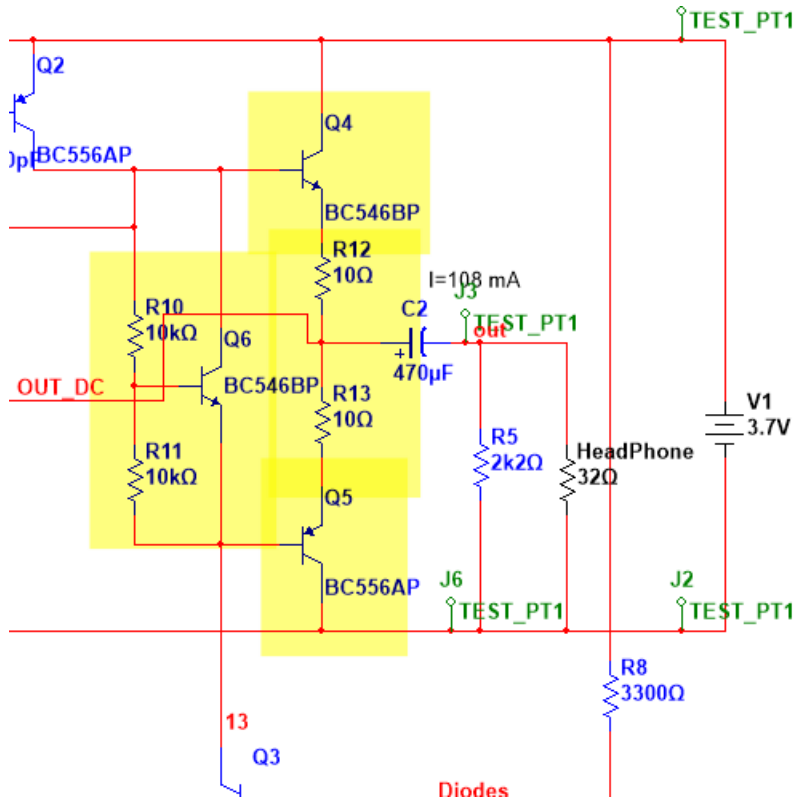 TEST_PT1
Q2
Q4
BC556AP
BC546BP
R12
10Ω
I=108 mA
J3
TEST_PT1
out
C2
+
470µF
R10
10kΩ
Q6
BC546BP
OUT_DC
R13
10Ω
V1
3.7V
R5
2k2Ω
HeadPhone
32Ω
R11
10kΩ
Q5
BC556AP
J6
TEST_PT1
J2
TEST_PT1
R8
3300Ω
13
Q3
Diodes